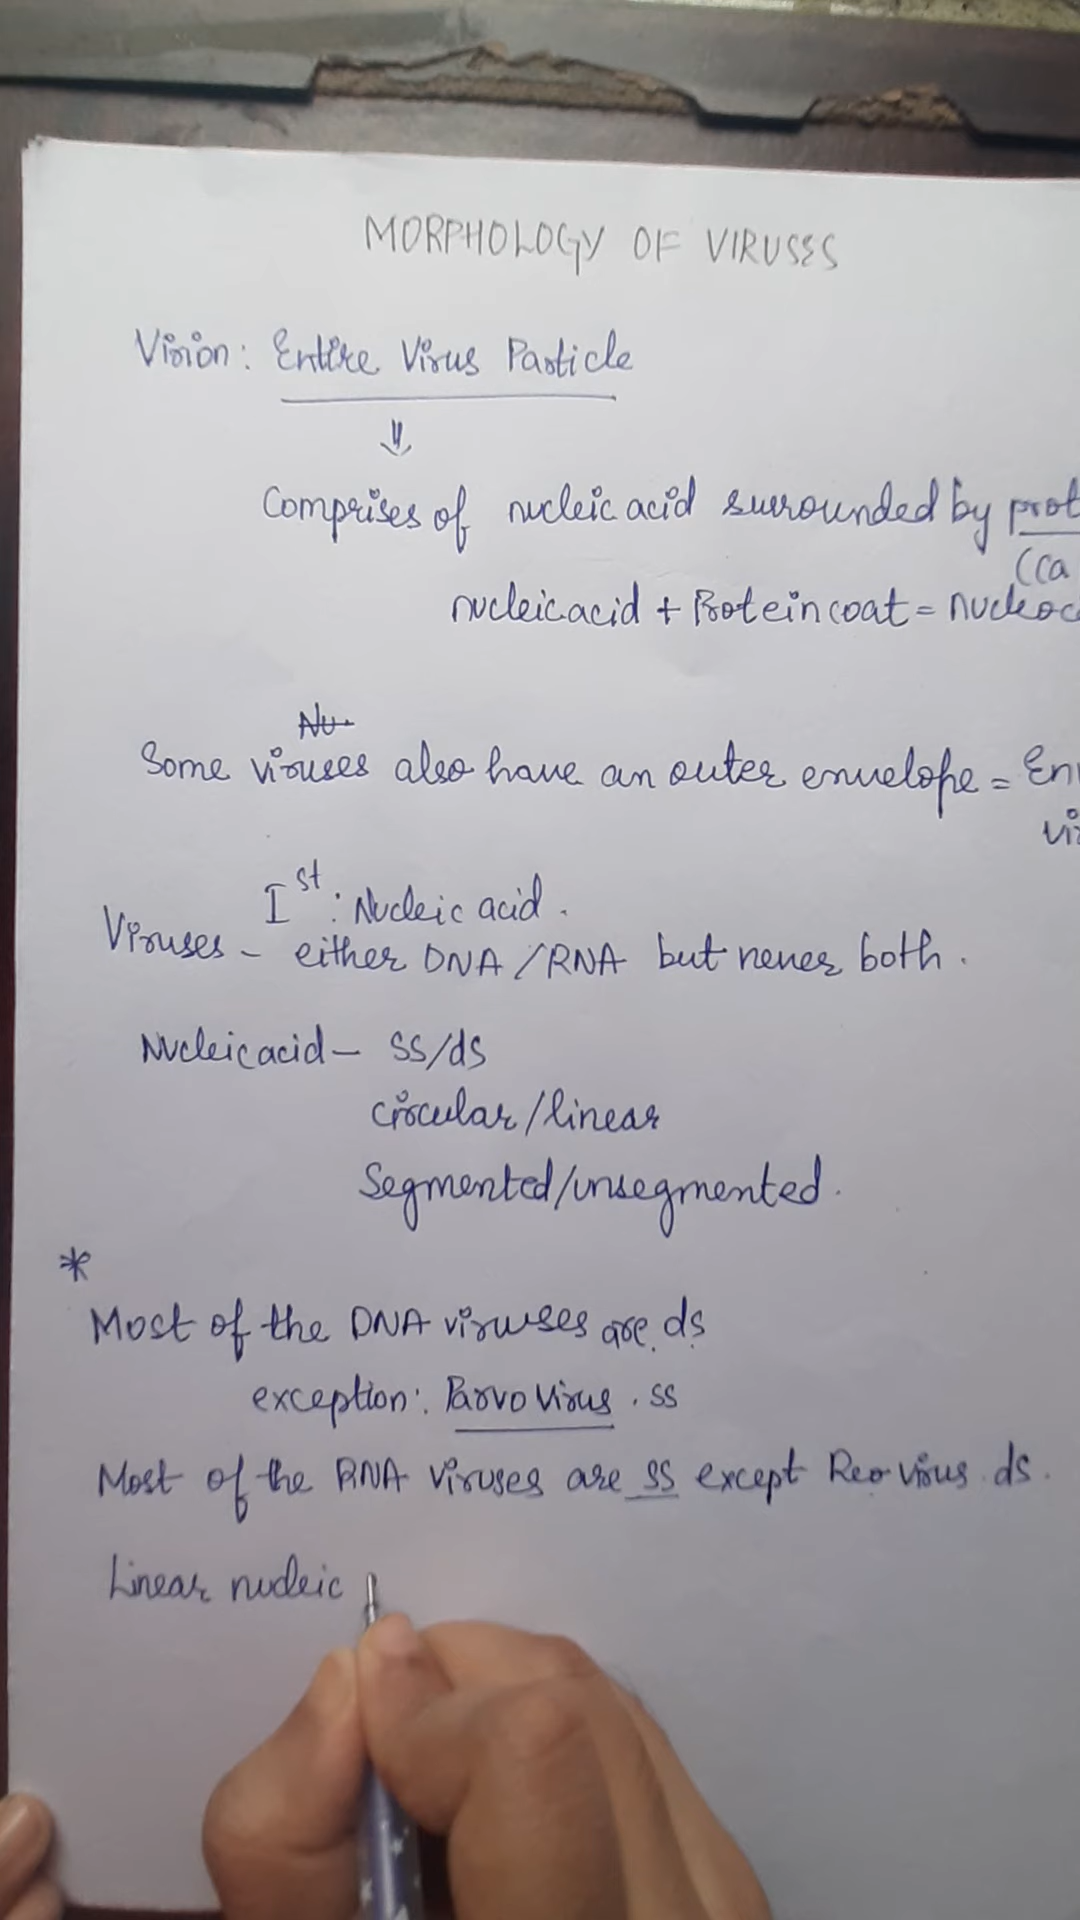 MORPHOLOGY OF VIRUSES
Virion: Entire Virus Particle
Comprises of nucleic acid surrounded by prot
(ca
nucleic acid + Protein coat = nucleoc
Nu
Some viruses also have an outer envelope = En
vi
Ist : Nucleic acid.
Viruses - either DNA/RNA but never both.
Nucleic acid - ss/ds
circular/linear
Segmented/unsegmented.
*
Most of the DNA viruses are ds
exception: Parvo Virus. ss
Most of the RNA viruses are ss except Reo virus ds.
Linear nucleic